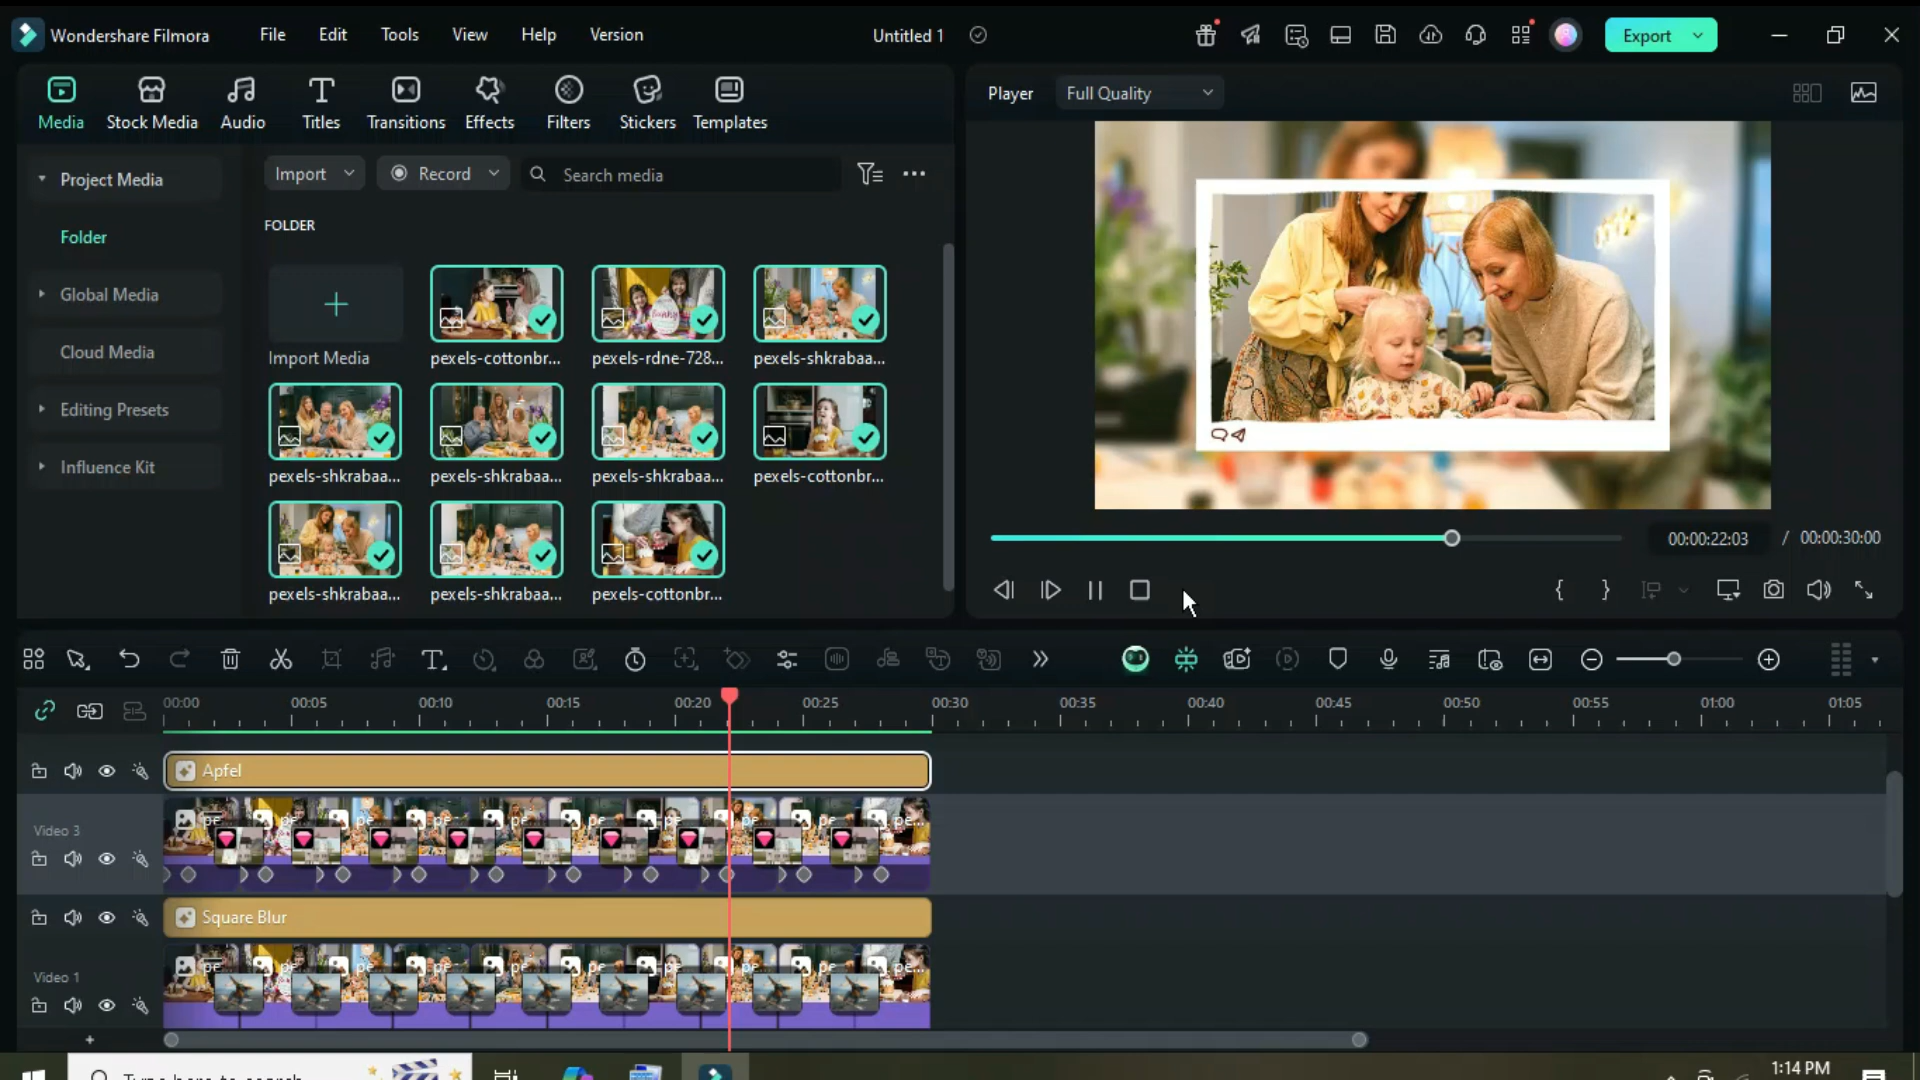 Wondershare Filmora
File
Edit
Tools
View
Help
Version
Untitled 1
Export
Media
Stock Media
Audio
Titles
Transitions
Effects
Filters
Stickers
Templates
Player
Full Quality
Project Media
Folder
Global Media
Cloud Media
Editing Presets
Influence Kit
Import
Record
Search media
FOLDER
Import Media
pexels-cottonbr...
pexels-rdne-728...
pexels-shkrabaa...
pexels-shkrabaa...
pexels-shkrabaa...
pexels-shkrabaa...
pexels-cottonbr...
pexels-shkrabaa...
pexels-shkrabaa...
pexels-cottonbr...
00:00:22:03 / 00:00:30:00
00:00
00:05
00:10
00:15
00:20
00:25
00:30
00:35
00:40
00:45
00:50
00:55
01:00
01:05
Apfel
Video 3
Square Blur
Video 1
Type here to search
1:14 PM